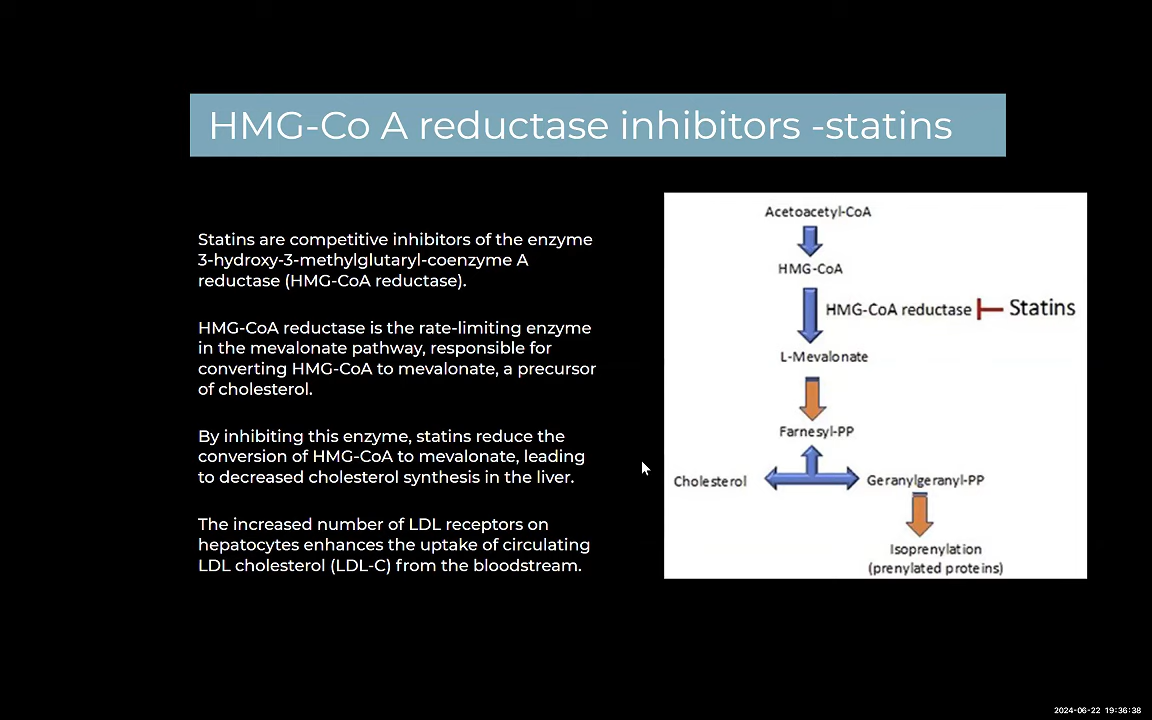 HMG-Co A reductase inhibitors -statins
Statins are competitive inhibitors of the enzyme
3-hydroxy-3-methylglutaryl-coenzyme A
reductase (HMG-CoA reductase).
HMG-CoA reductase is the rate-limiting enzyme
in the mevalonate pathway, responsible for
converting HMG-CoA to mevalonate, a precursor
of cholesterol.
By inhibiting this enzyme, statins reduce the
conversion of HMG-CoA to mevalonate, leading
to decreased cholesterol synthesis in the liver.
The increased number of LDL receptors on
hepatocytes enhances the uptake of circulating
LDL cholesterol (LDL-C) from the bloodstream.
Acetoacetyl-CoA
HMG-CoA
HMG-CoA reductase Statins
L-Mevalonate
Farnesyl-PP
Cholesterol Geranylgeranyl-PP
Isoprenylation
(prenylated proteins)
2024-06-22 19:36:38